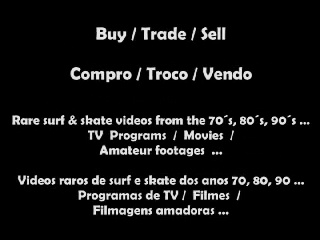 Buy / Trade / Sell
Compro / Troco / Vendo
Rare surf & skate videos from the 70´s, 80´s, 90´s ...
TV Programs / Movies /
Amateur footages ...
Videos raros de surf e skate dos anos 70, 80, 90 ...
Programas de TV / Filmes /
Filmagens amadoras ...